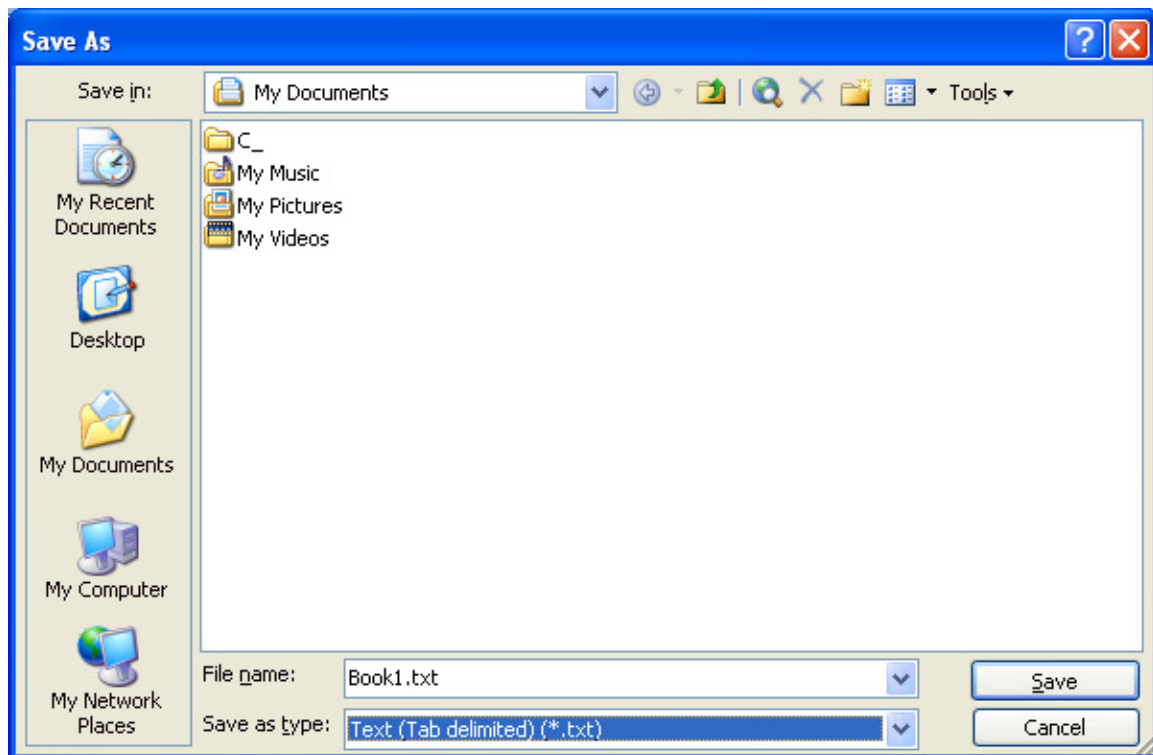 Save As
Save in:
My Documents
Tools
C_
My Music
My Pictures
My Videos
My Recent
Documents
Desktop
My Documents
My Computer
My Network
Places
File name:
Book1.txt
Save
Save as type:
Text (Tab delimited) (*.txt)
Cancel